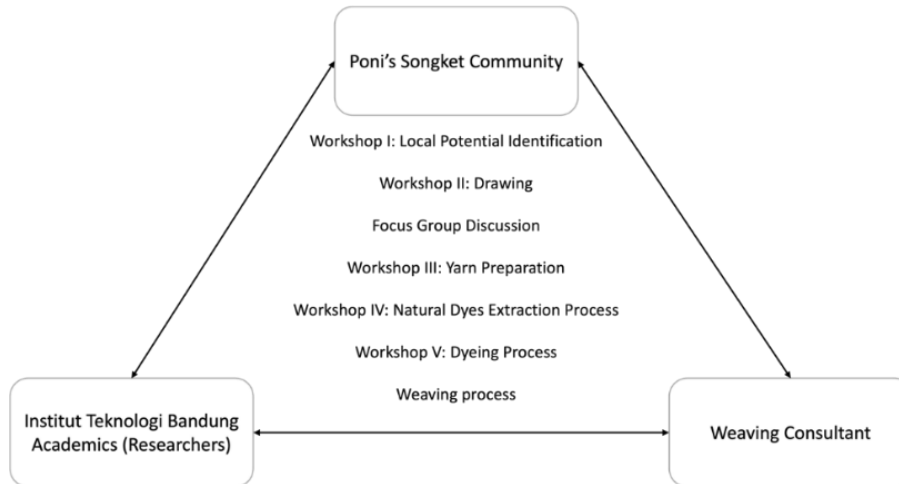 Poni’s Songket Community
Workshop I: Local Potential Identification
Workshop II: Drawing
Focus Group Discussion
Workshop III: Yarn Preparation
Workshop IV: Natural Dyes Extraction Process
Workshop V: Dyeing Process
Weaving process
Institut Teknologi Bandung
Academics (Researchers)
Weaving Consultant